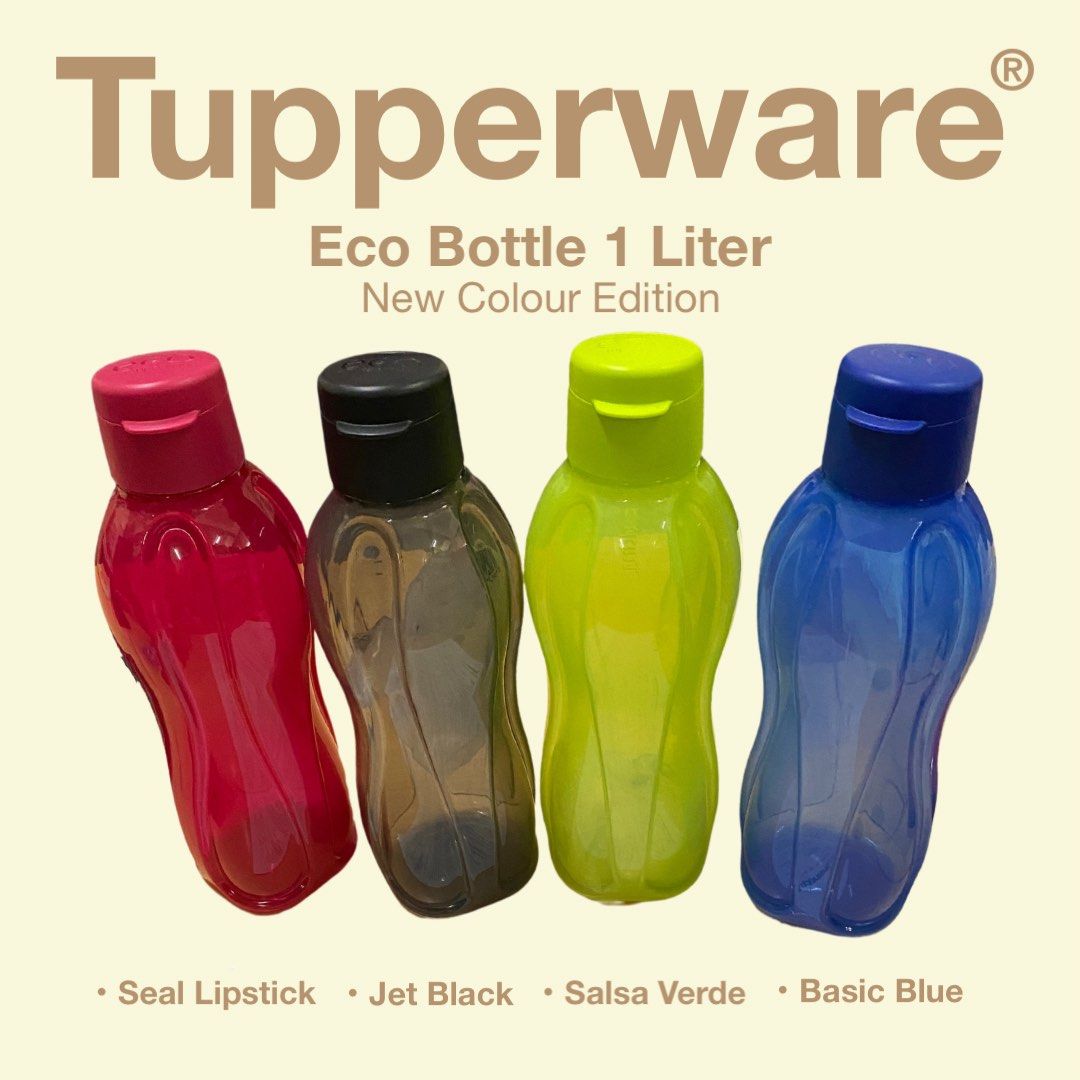 Tupperware®
Eco Bottle 1 Liter
New Colour Edition
• Seal Lipstick • Jet Black • Salsa Verde • Basic Blue